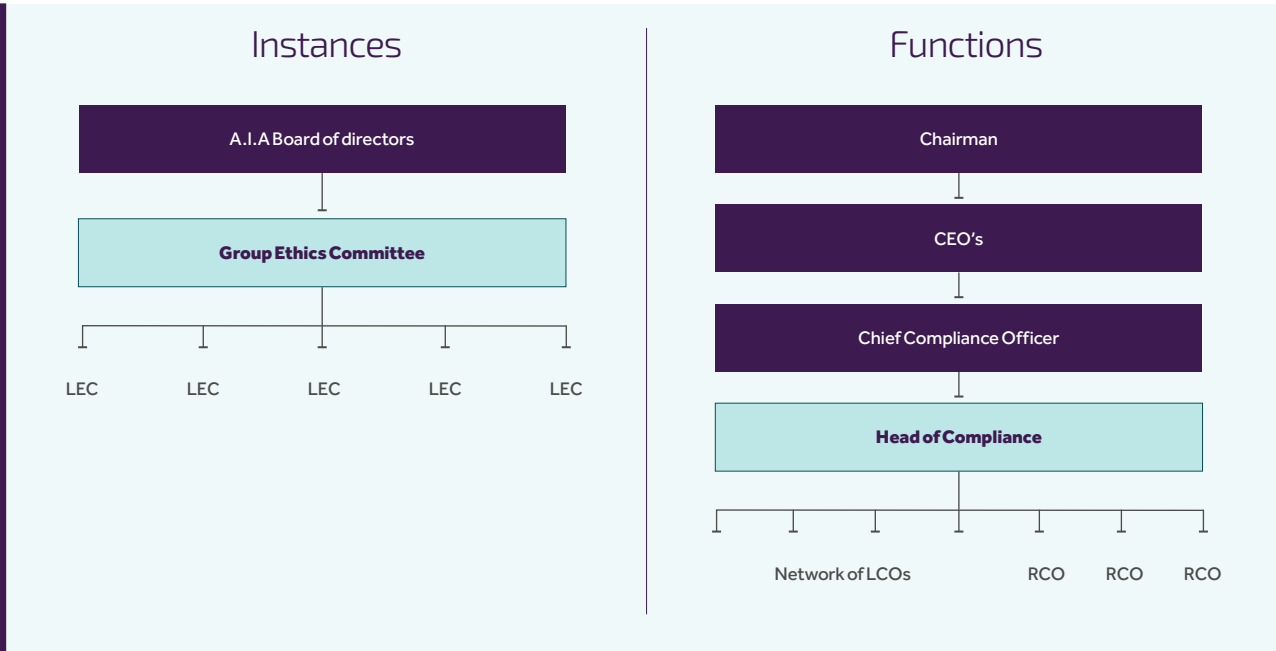 Instances
A.I.A Board of directors
Group Ethics Committee
LEC LEC LEC LEC LEC
Functions
Chairman
CEO's
Chief Compliance Officer
Head of Compliance
Network of LCOs RCO RCO RCO